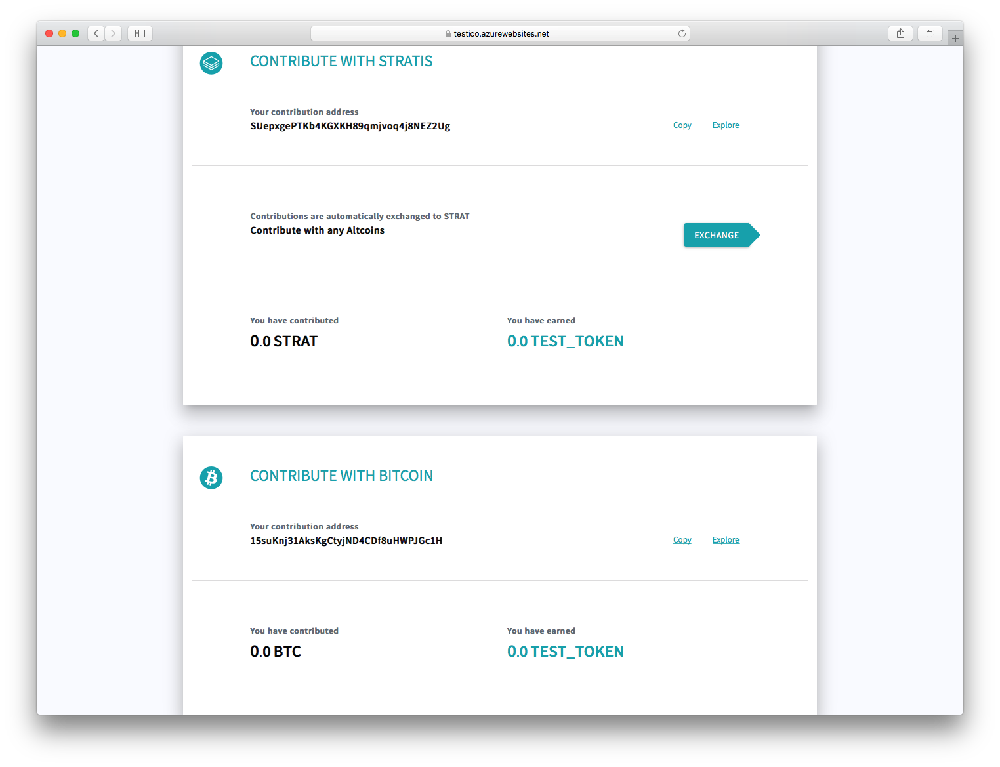 testico.azurewebsites.net
CONTRIBUTE WITH STRATIS
Your contribution address
SUepxgePTKb4KGXKH89qmjvoq4j8NEZ2Ug
Copy Explore
Contributions are automatically exchanged to STRAT
Contribute with any Altcoins
EXCHANGE
You have contributed You have earned
0.0 STRAT 0.0 TEST_TOKEN
CONTRIBUTE WITH BITCOIN
Your contribution address
15suKnj31AksKgCtyjND4CDf8uHWPJGc1H
Copy Explore
You have contributed You have earned
0.0 BTC 0.0 TEST_TOKEN